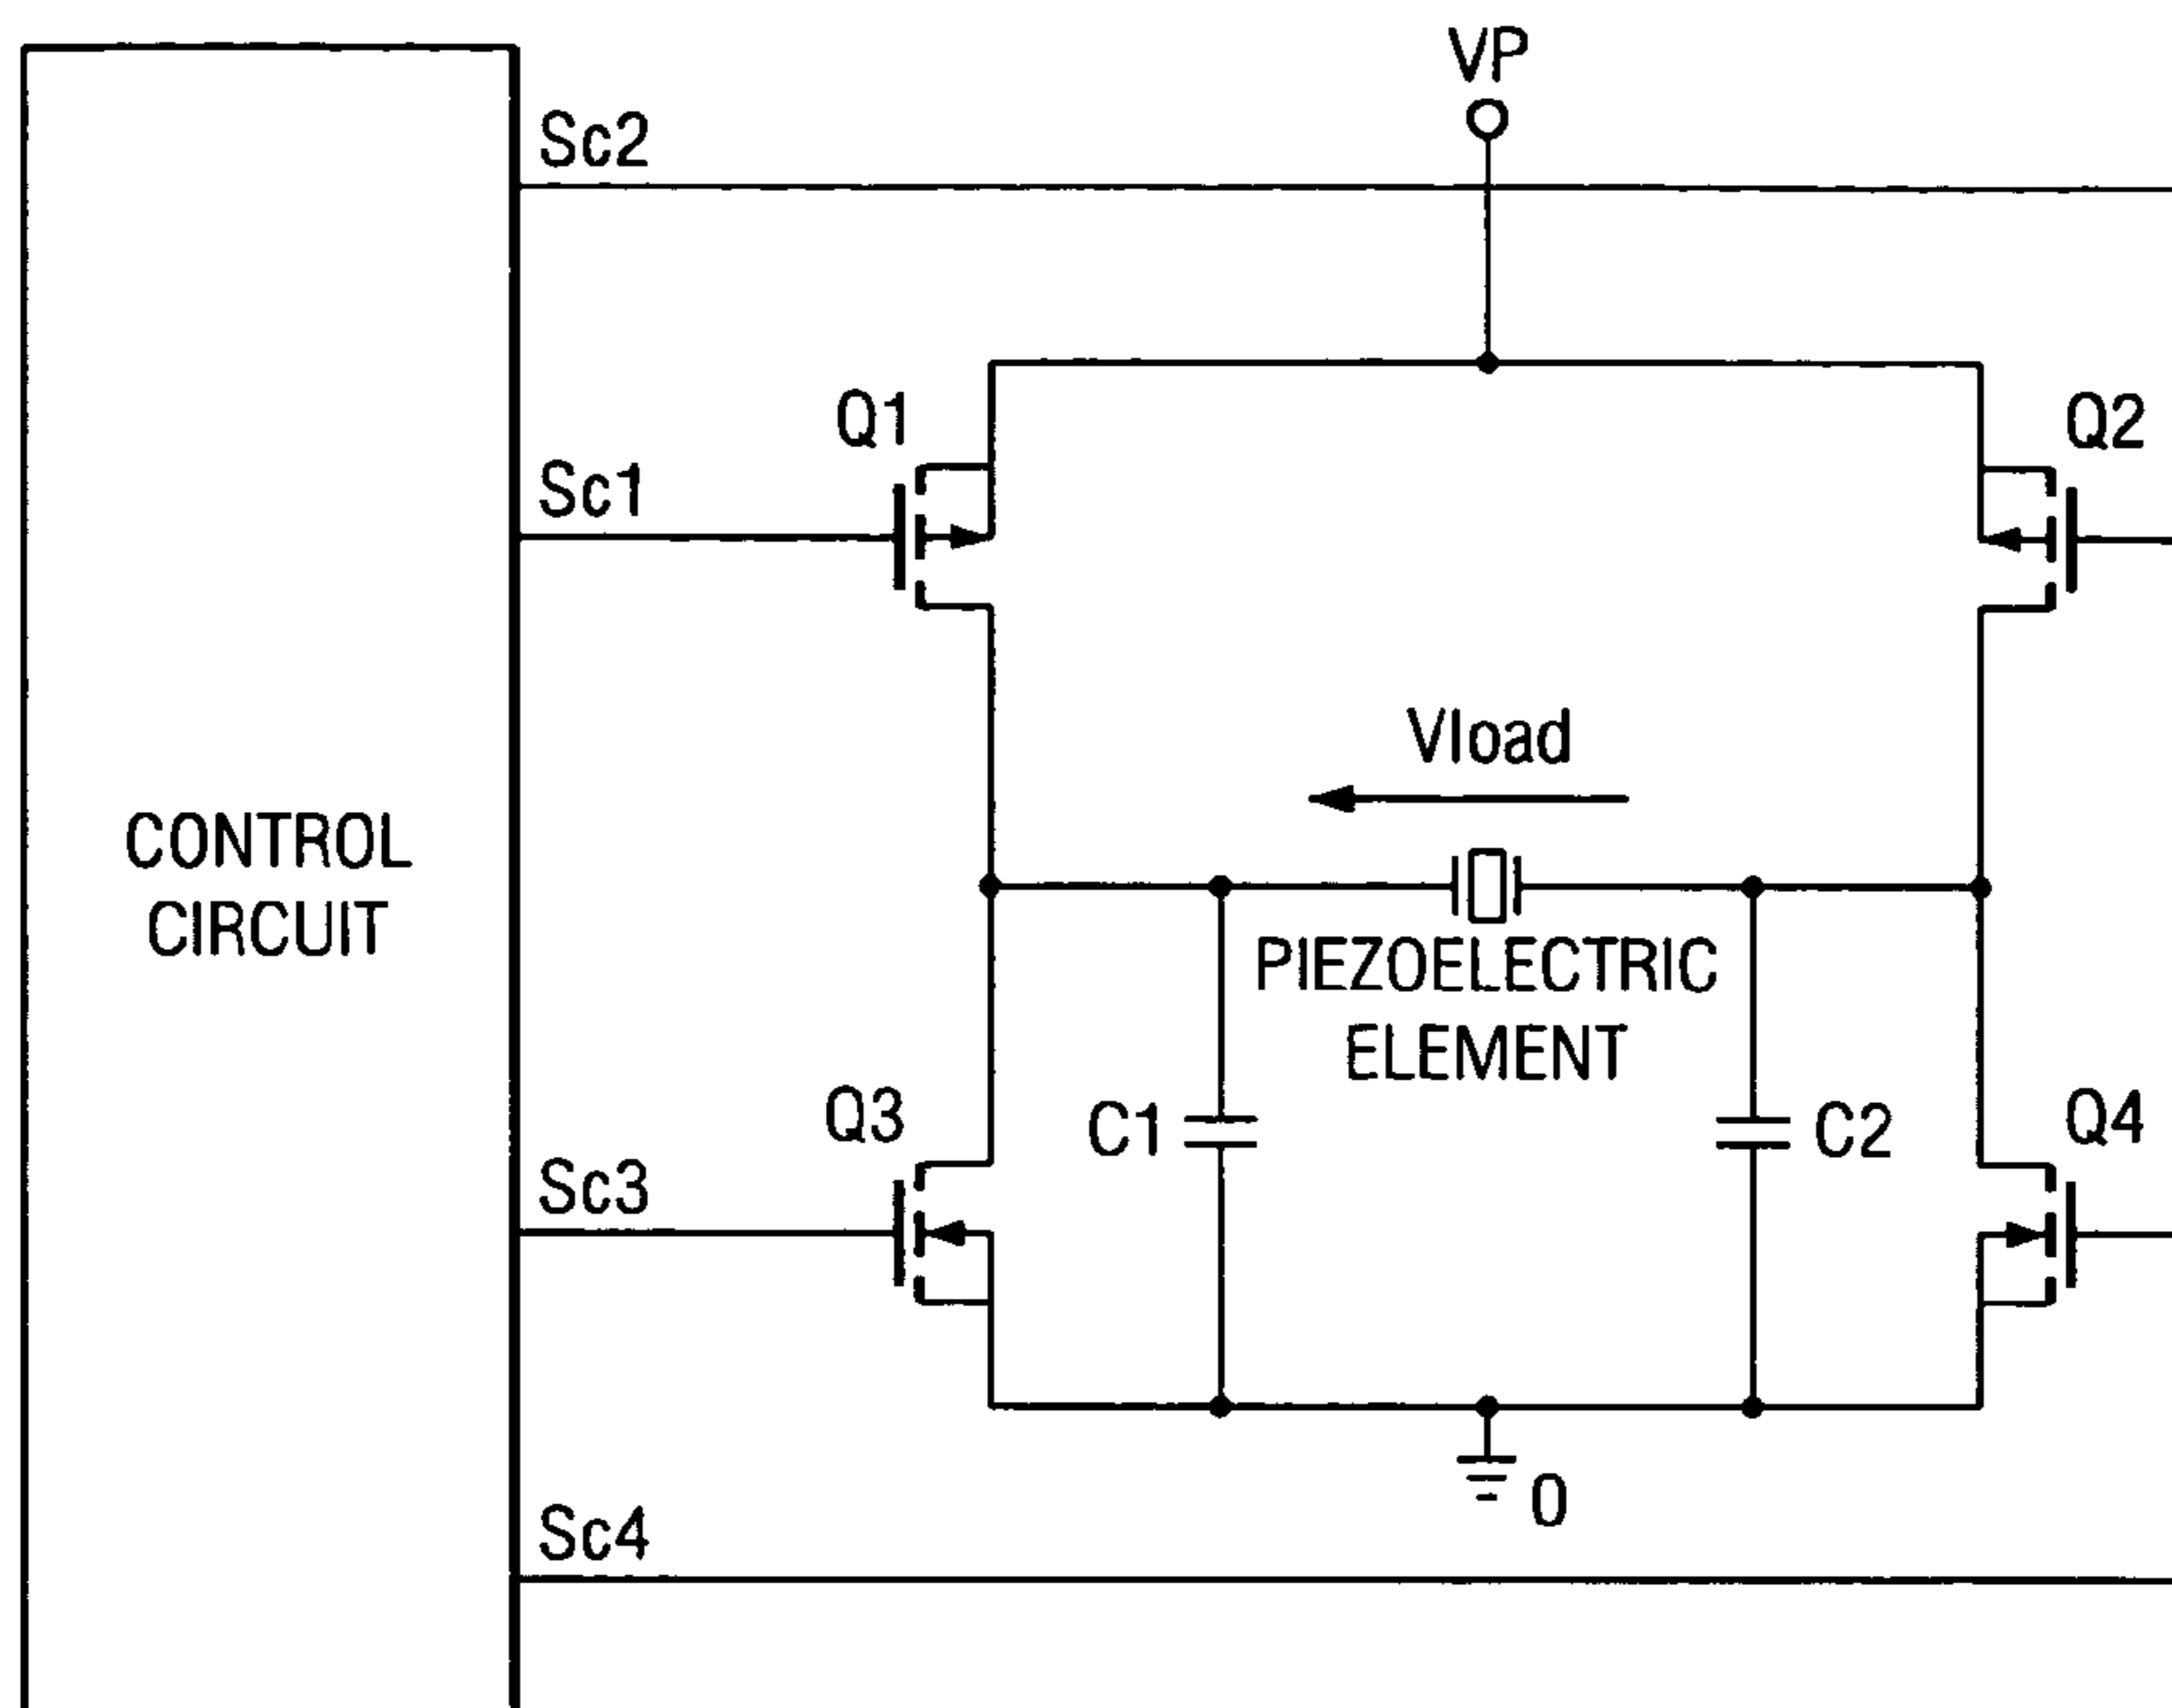 VP
Sc2
Q1
Q2
Sc1
Vload
CONTROL
CIRCUIT
PIEZOELECTRIC
ELEMENT
Q3
C1
C2
Q4
Sc3
0
Sc4